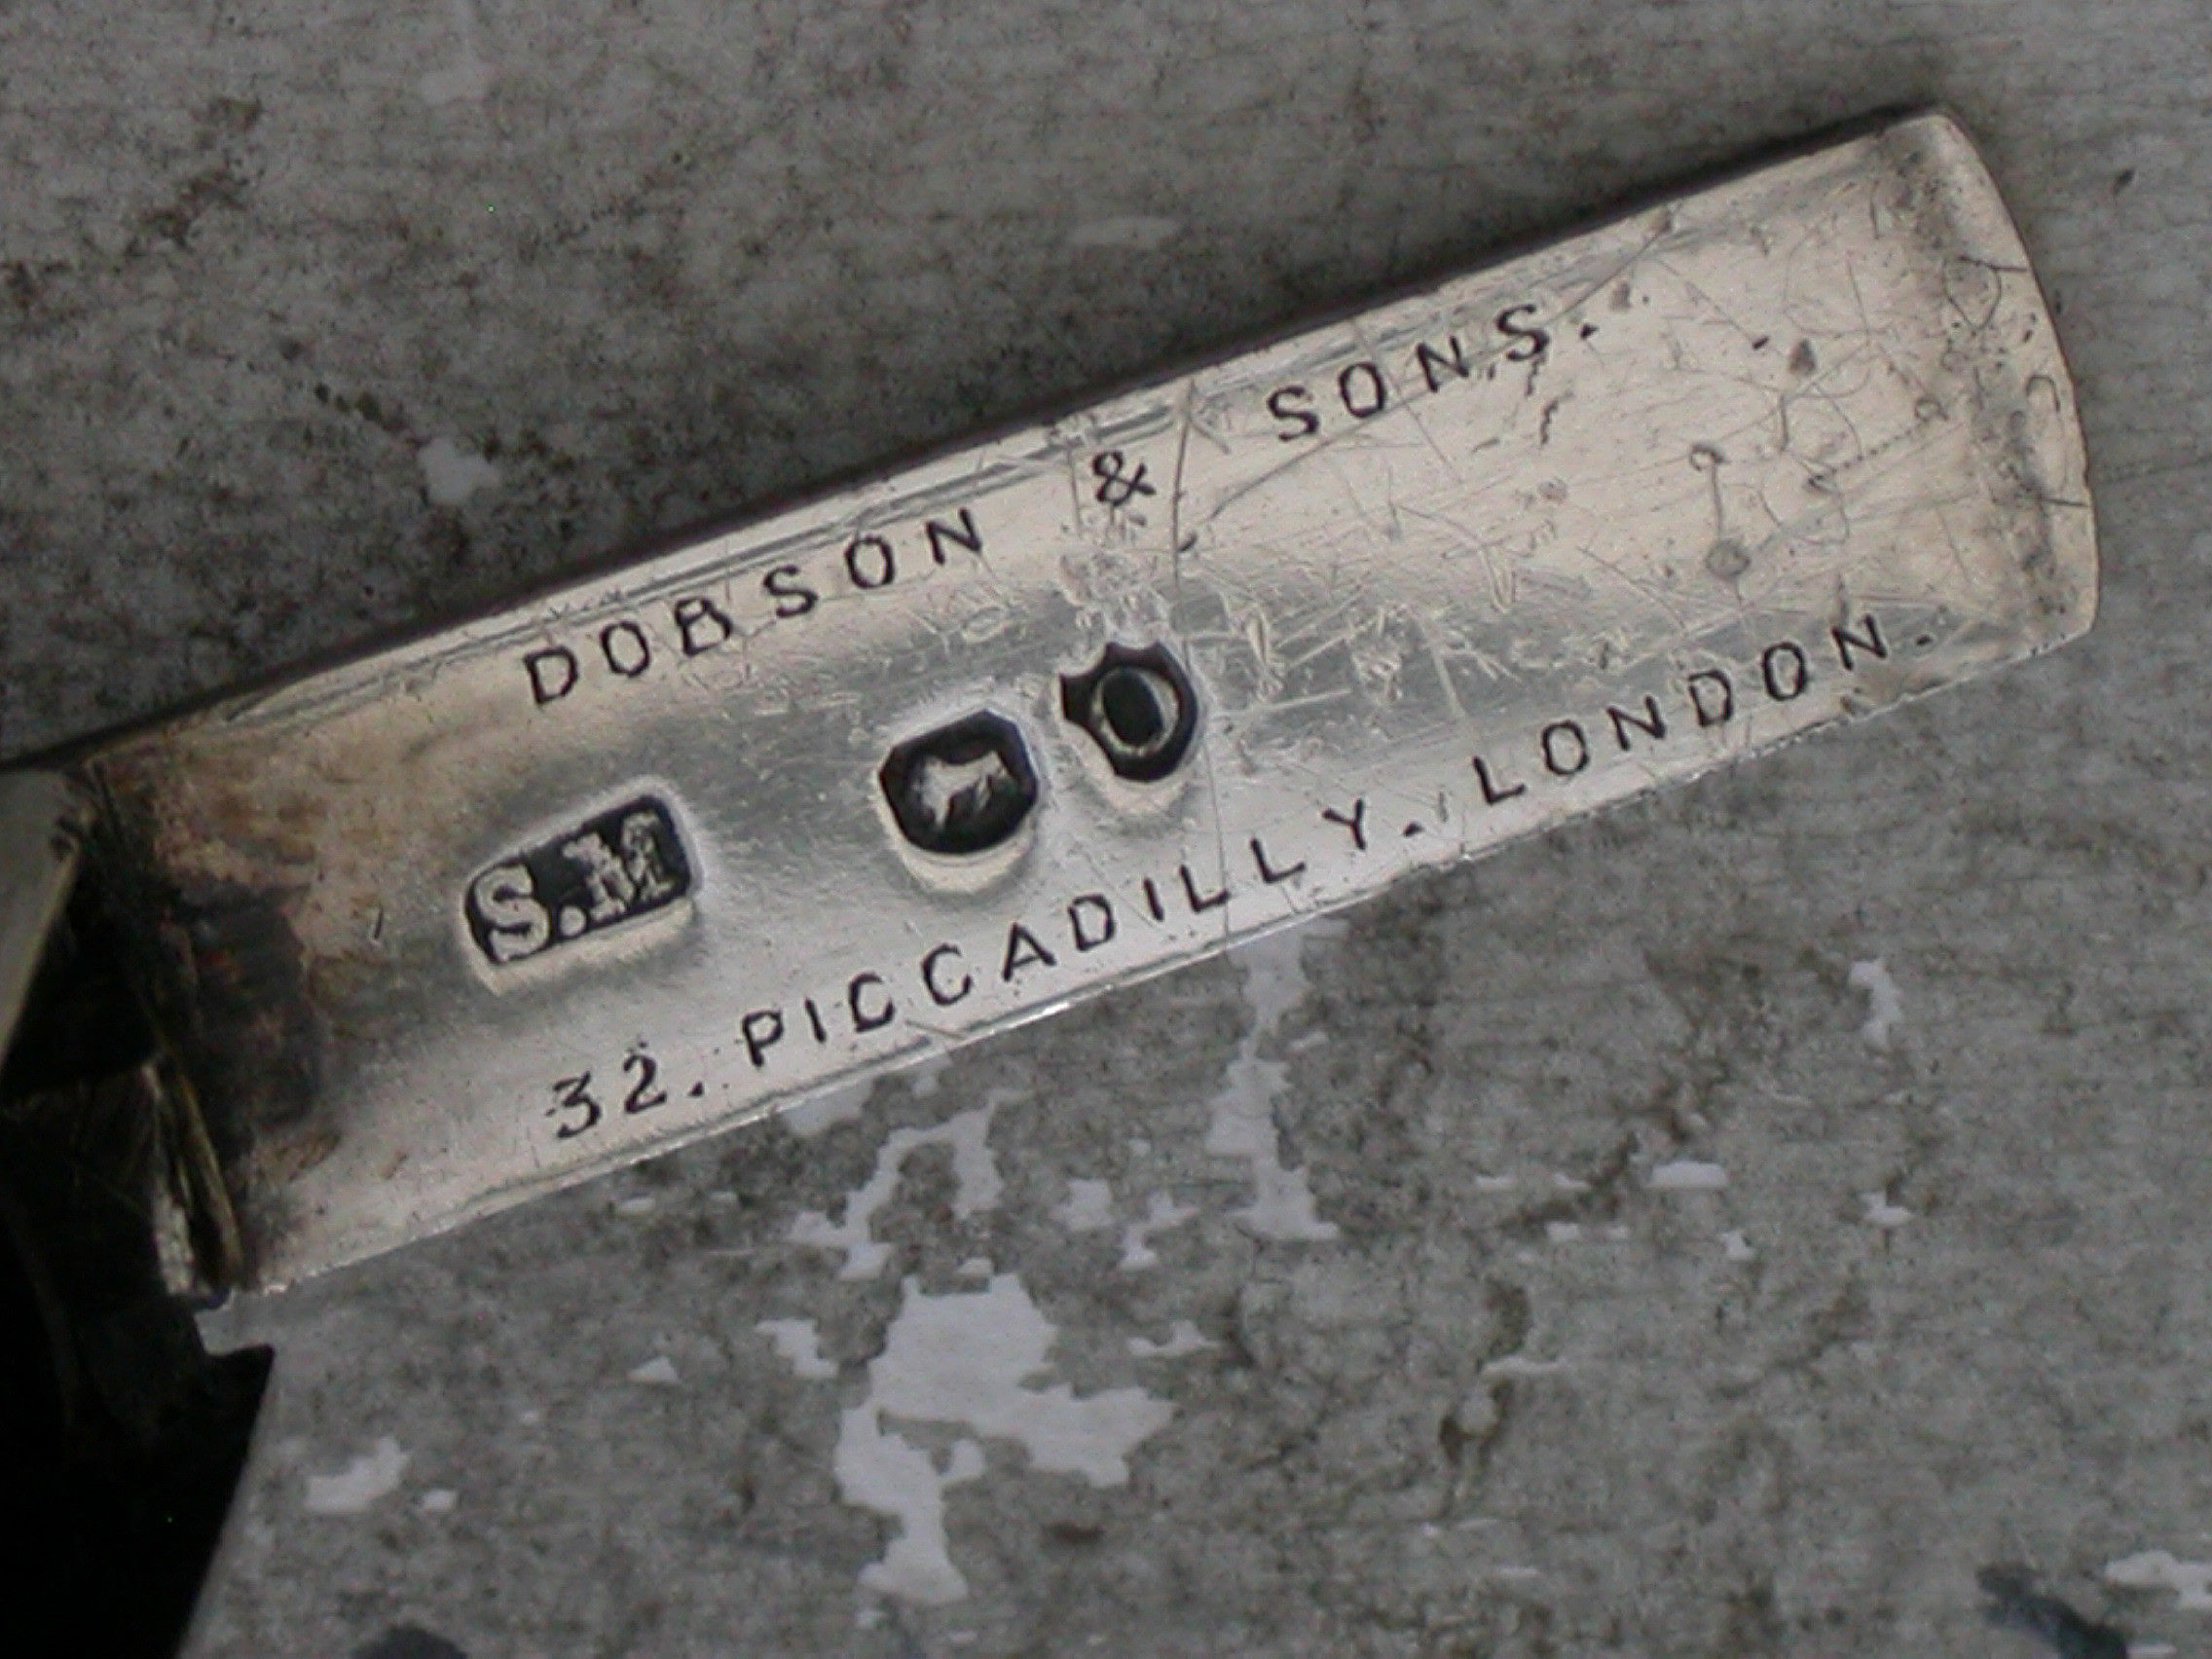 DOBSON & SONS.
S.M O
32. PICCADILLY. LONDON.